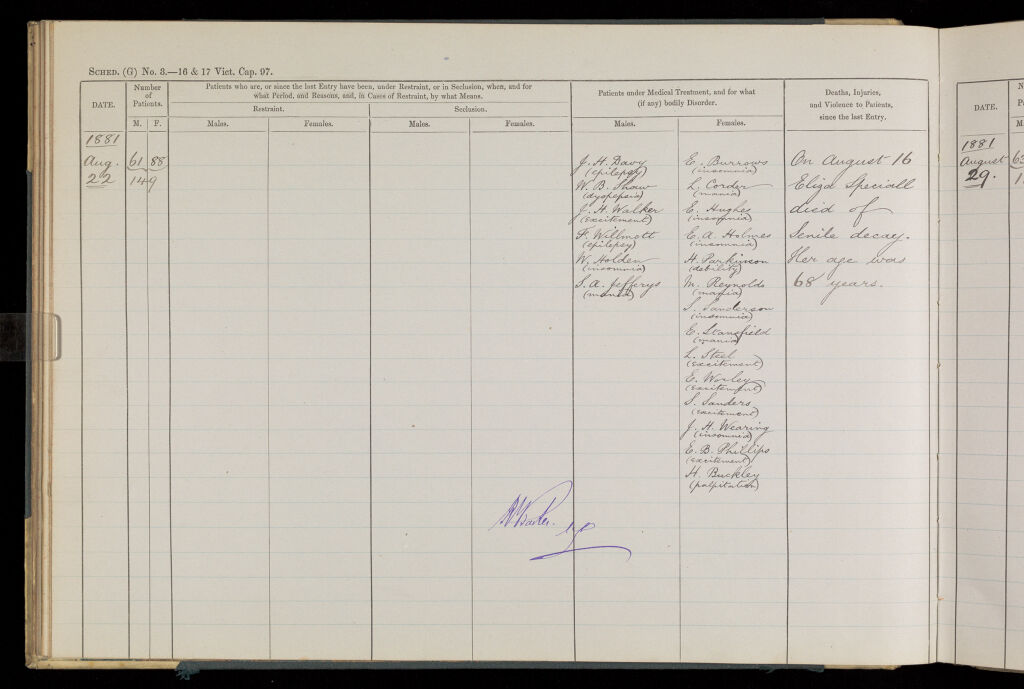 SCHED. (G) No. 3.—16 & 17 Vict. Cap. 97.
DATE.
Number
of
Patients.
M. F.
Patients who are, or since the last Entry have been, under Restraint, or in Seclusion, when, and for
what Period, and Reasons, and, in Cases of Restraint, by what Means.
Restraint.
Seclusion.
Males.
Females.
Males.
Females.
Patients under Medical Treatment, and for what
(if any) bodily Disorder.
Males.
Females.
Deaths, Injuries,
and Violence to Patients,
since the last Entry.
1881
Aug. 61 88
22 149
J. H. Davy
(epilepsy)
W. B. Shaw
(dyspepsia)
J. H. Walker
(excitement)
F. Willmott
(epilepsy)
W. Holden
(insomnia)
S. A. Jefferys
(mania)
E. Burrows
(insomnia)
L. Corder
(mania)
E. Hughes
(insomnia)
E. A. Holmes
(insomnia)
H. Parkinson
(debility)
M. Reynolds
(mania)
S. Sanderson
(insomnia)
E. Stansfield
(mania)
L. Steel
(excitement)
E. Worley
(excitement)
S. Sanders
(excitement)
J. H. Wearing
(insomnia)
E. B. Phillips
(excitement)
H. Buckley
(palpitation)
On August 16
Eliza Speciall
died of
Senile decay.
Her age was
68 years.
DATE.
1881
August 63
29.